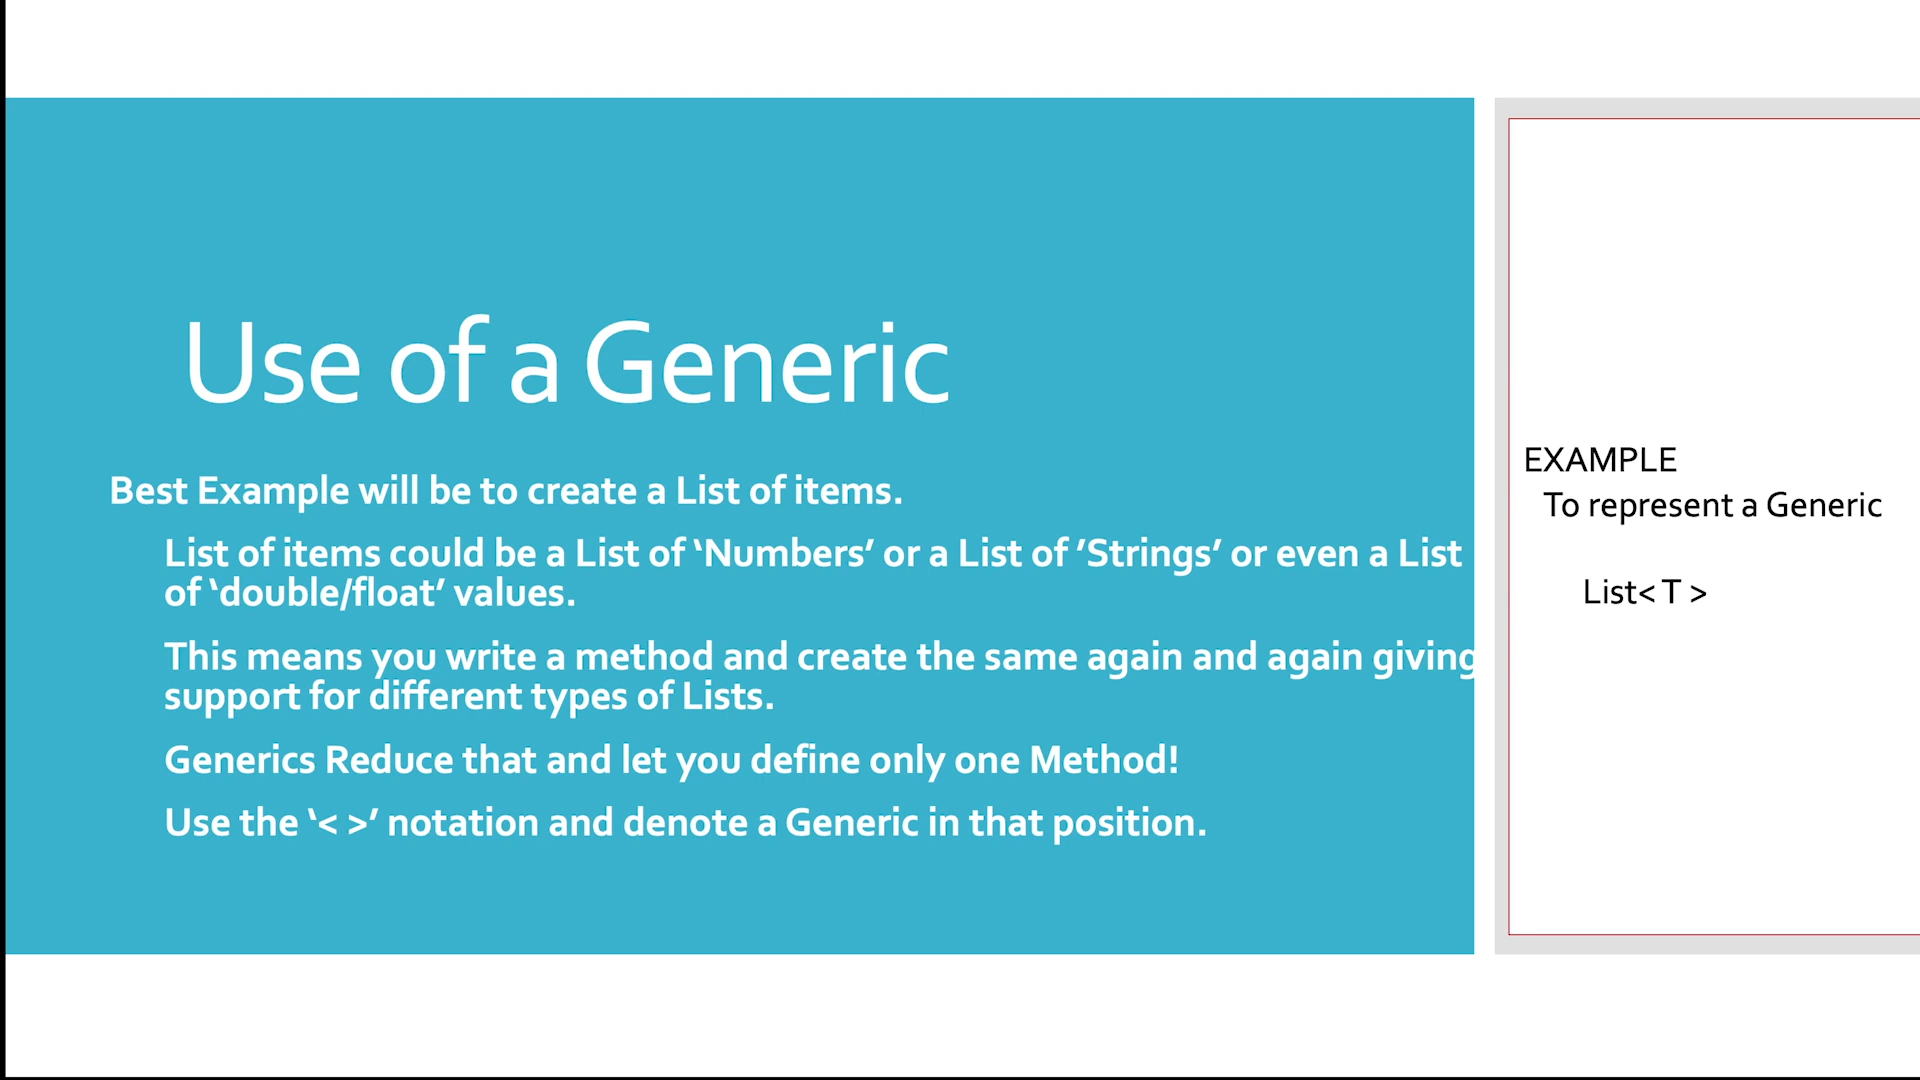 Use of a Generic
Best Example will be to create a List of items.
List of items could be a List of ‘Numbers’ or a List of ’Strings’ or even a List
of ‘double/float’ values.
This means you write a method and create the same again and again giving
support for different types of Lists.
Generics Reduce that and let you define only one Method!
Use the ‘< >’ notation and denote a Generic in that position.
EXAMPLE
To represent a Generic
List< T >